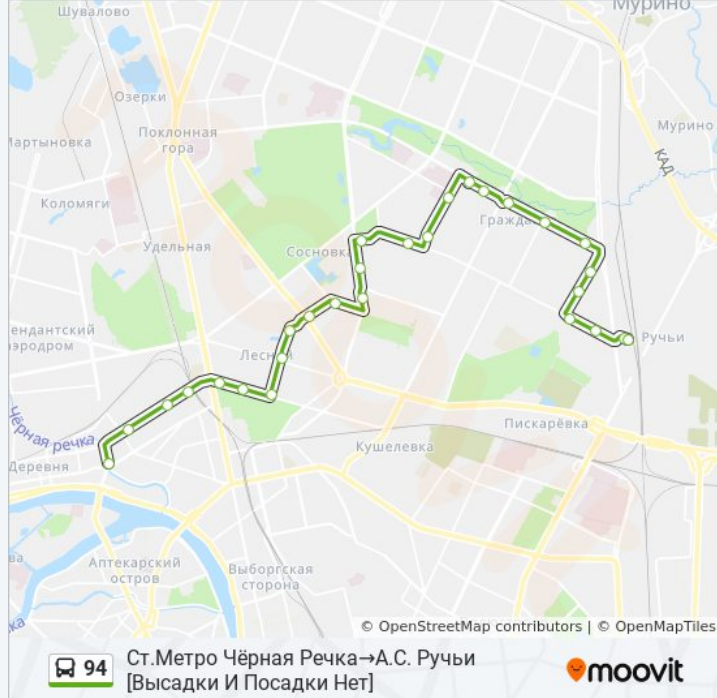 Шувалово
Мурино
Озерки
Поклонная
гора
Мартыновка
Мурино
КАД
Коломяги
Гражда
Удельная
Сосновка
ендантский
эродром
Лесн
Ручьи
Чёрная речка
Пискарёвка
Деревня
Кушелевка
Аптекарский
остров
Выборгская
сторона
© OpenStreetMap contributors | © OpenMapTiles
94
Ст.Метро Чёрная Речка→А.С. Ручьи
[Высадки И Посадки Нет]
moovit